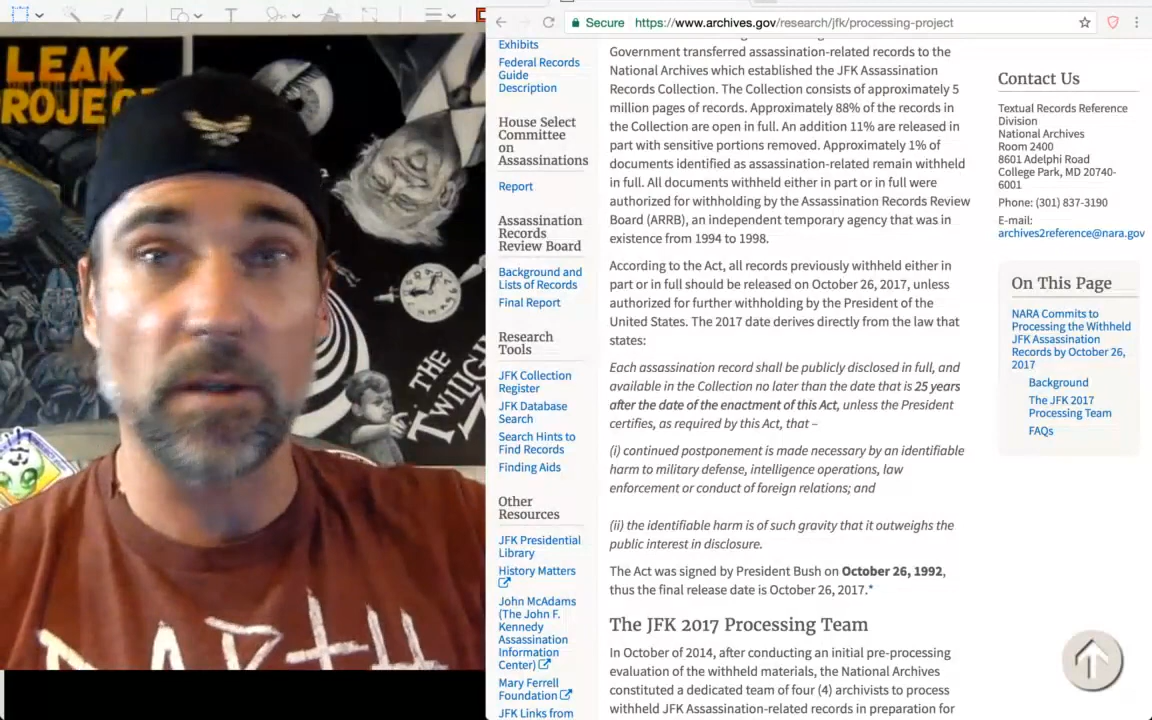 LEAK
PROJECT
THE
TWILIGHT
Secure
https://www.archives.gov/research/jfk/processing-project
Exhibits
Federal Records
Guide
Description
House Select
Committee
on
Assassinations
Report
Assassination
Records
Review Board
Background and
Lists of Records
Final Report
Research
Tools
JFK Collection
Register
JFK Database
Search
Search Hints to
Find Records
Finding Aids
Other
Resources
JFK Presidential
Library
History Matters
John McAdams
(The John F.
Kennedy
Assassination
Information
Center)
Mary Ferrell
Foundation
JFK Links from
Government transferred assassination-related records to the
National Archives which established the JFK Assassination
Records Collection. The Collection consists of approximately 5
million pages of records. Approximately 88% of the records in
the Collection are open in full. An addition 11% are released in
part with sensitive portions removed. Approximately 1% of
documents identified as assassination-related remain withheld
in full. All documents withheld either in part or in full were
authorized for withholding by the Assassination Records Review
Board (ARRB), an independent temporary agency that was in
existence from 1994 to 1998.
According to the Act, all records previously withheld either in
part or in full should be released on October 26, 2017, unless
authorized for further withholding by the President of the
United States. The 2017 date derives directly from the law that
states:
Each assassination record shall be publicly disclosed in full, and
available in the Collection no later than the date that is 25 years
after the date of the enactment of this Act, unless the President
certifies, as required by this Act, that –
(i) continued postponement is made necessary by an identifiable
harm to military defense, intelligence operations, law
enforcement or conduct of foreign relations; and
(ii) the identifiable harm is of such gravity that it outweighs the
public interest in disclosure.
The Act was signed by President Bush on October 26, 1992,
thus the final release date is October 26, 2017.*
The JFK 2017 Processing Team
In October of 2014, after conducting an initial pre-processing
evaluation of the withheld materials, the National Archives
constituted a dedicated team of four (4) archivists to process
withheld JFK Assassination-related records in preparation for
Contact Us
Textual Records Reference
Division
National Archives
Room 2400
8601 Adelphi Road
College Park, MD 20740-
6001
Phone: (301) 837-3190
E-mail:
archives2reference@nara.gov
On This Page
NARA Commits to
Processing the Withheld
JFK Assassination
Records by October 26,
2017
Background
The JFK 2017
Processing Team
FAQs